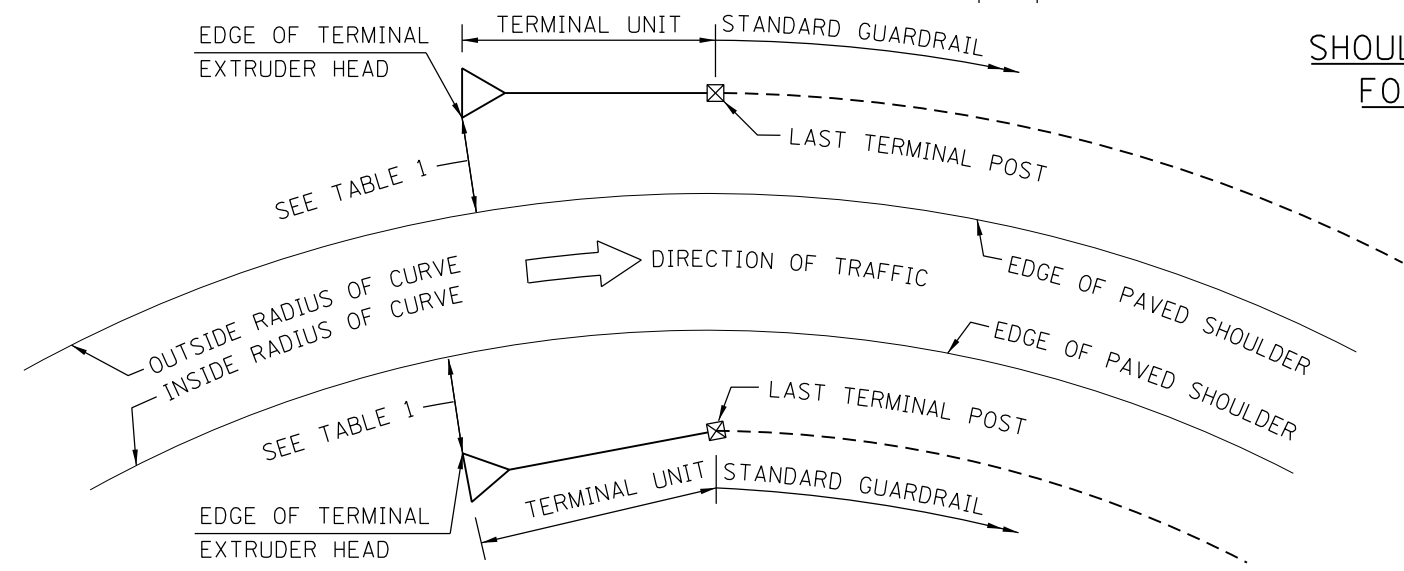 TERMINAL UNIT
STANDARD GUARDRAIL
EDGE OF TERMINAL
EXTRUDER HEAD
SHOUL
FO
LAST TERMINAL POST
SEE TABLE 1
DIRECTION OF TRAFFIC
EDGE OF PAVED SHOULDER
OUTSIDE RADIUS OF CURVE
INSIDE RADIUS OF CURVE
EDGE OF PAVED SHOULDER
LAST TERMINAL POST
SEE TABLE 1
TERMINAL UNIT
STANDARD GUARDRAIL
EDGE OF TERMINAL
EXTRUDER HEAD